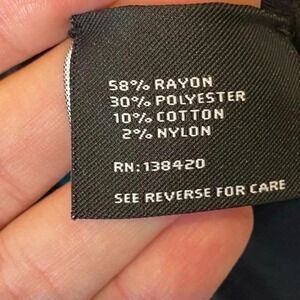 58% RAYON
30% POLYESTER
10% COTTON
2% NYLON
RN: 138420
SEE REVERSE FOR CARE